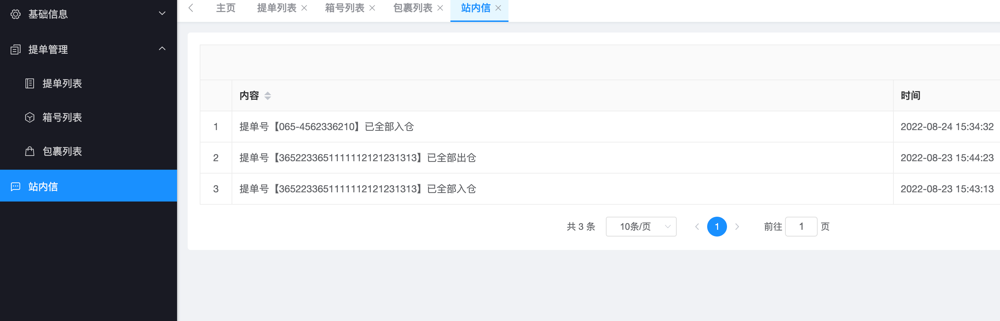 基础信息
提单管理
提单列表
箱号列表
包裹列表
站内信
主页 提单列表 箱号列表 包裹列表 站内信
内容 时间
1 提单号【065-4562336210】已全部入仓 2022-08-24 15:34:32
2 提单号【3652233651111112121231313】已全部出仓 2022-08-23 15:44:23
3 提单号【3652233651111112121231313】已全部入仓 2022-08-23 15:43:13
共 3 条 10条/页 1 前往 1 页